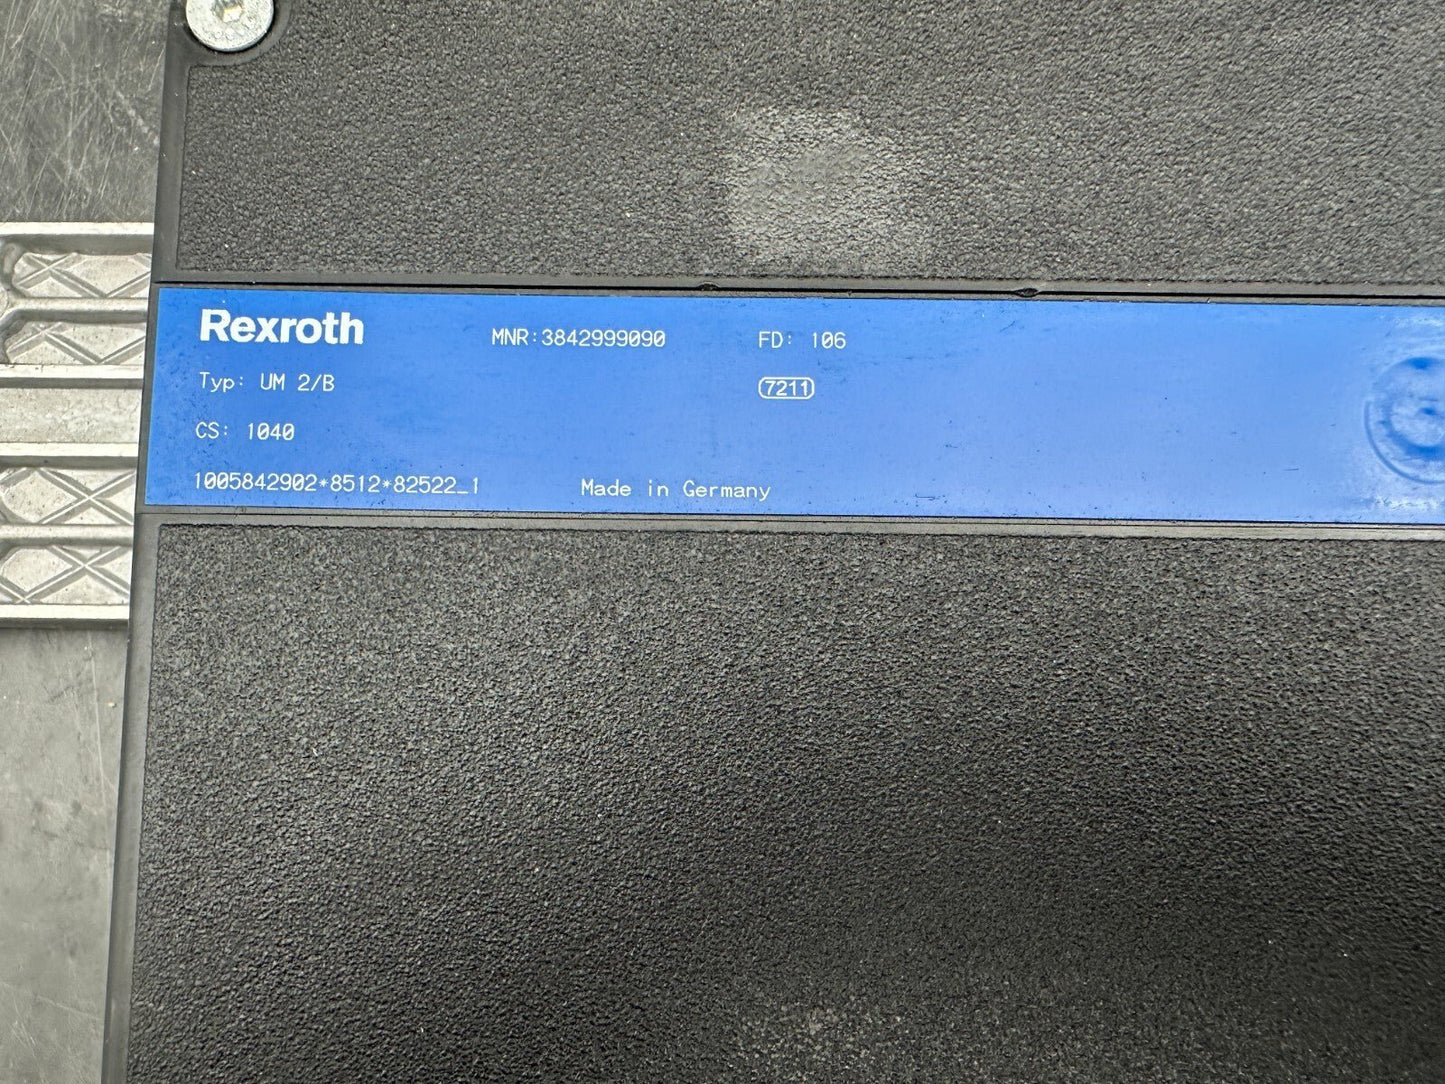 Rexroth MNR:3842999090 FD: 106
Typ: UM 2/B 7211
CS: 1040
1005842902*8512*82522_1 Made in Germany